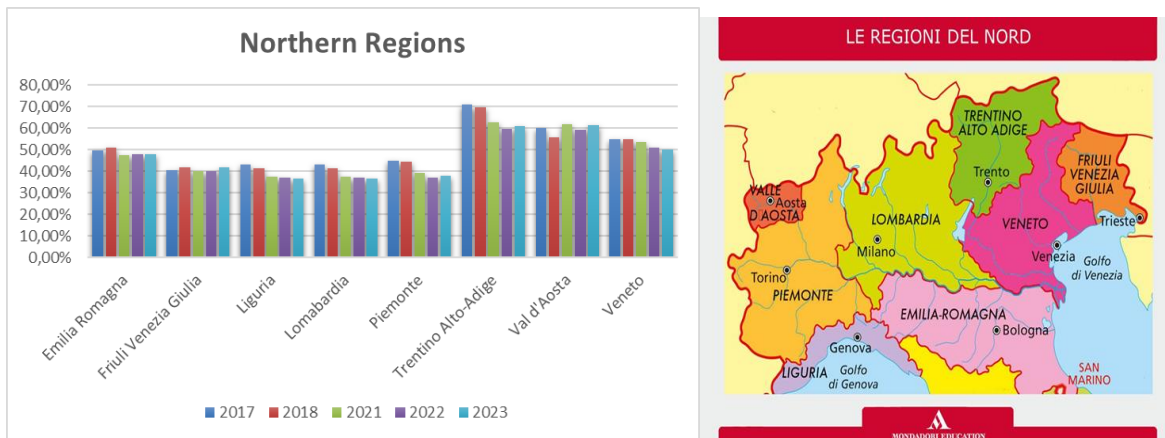 Northern Regions
80,00%
70,00%
60,00%
50,00%
40,00%
30,00%
20,00%
10,00%
0,00%
Emilia Romagna
Friuli Venezia Giulia
Liguria
Lomabardia
Piemonte
Trentino Alto-Adige
Val d'Aosta
Veneto
2017 2018 2021 2022 2023
LE REGIONI DEL NORD
TRENTINO
ALTO ADIGE
Trento
FRIULI
VENEZIA
GIULIA
Trieste
VALLE
Aosta
D'AOSTA
LOMBARDIA
Milano
VENETO
Venezia
Golfo
di Venezia
Torino
PIEMONTE
EMILIA-ROMAGNA
Bologna
Genova
LIGURIA
Golfo
di Genova
SAN
MARINO
MONDADORI EDUCATION